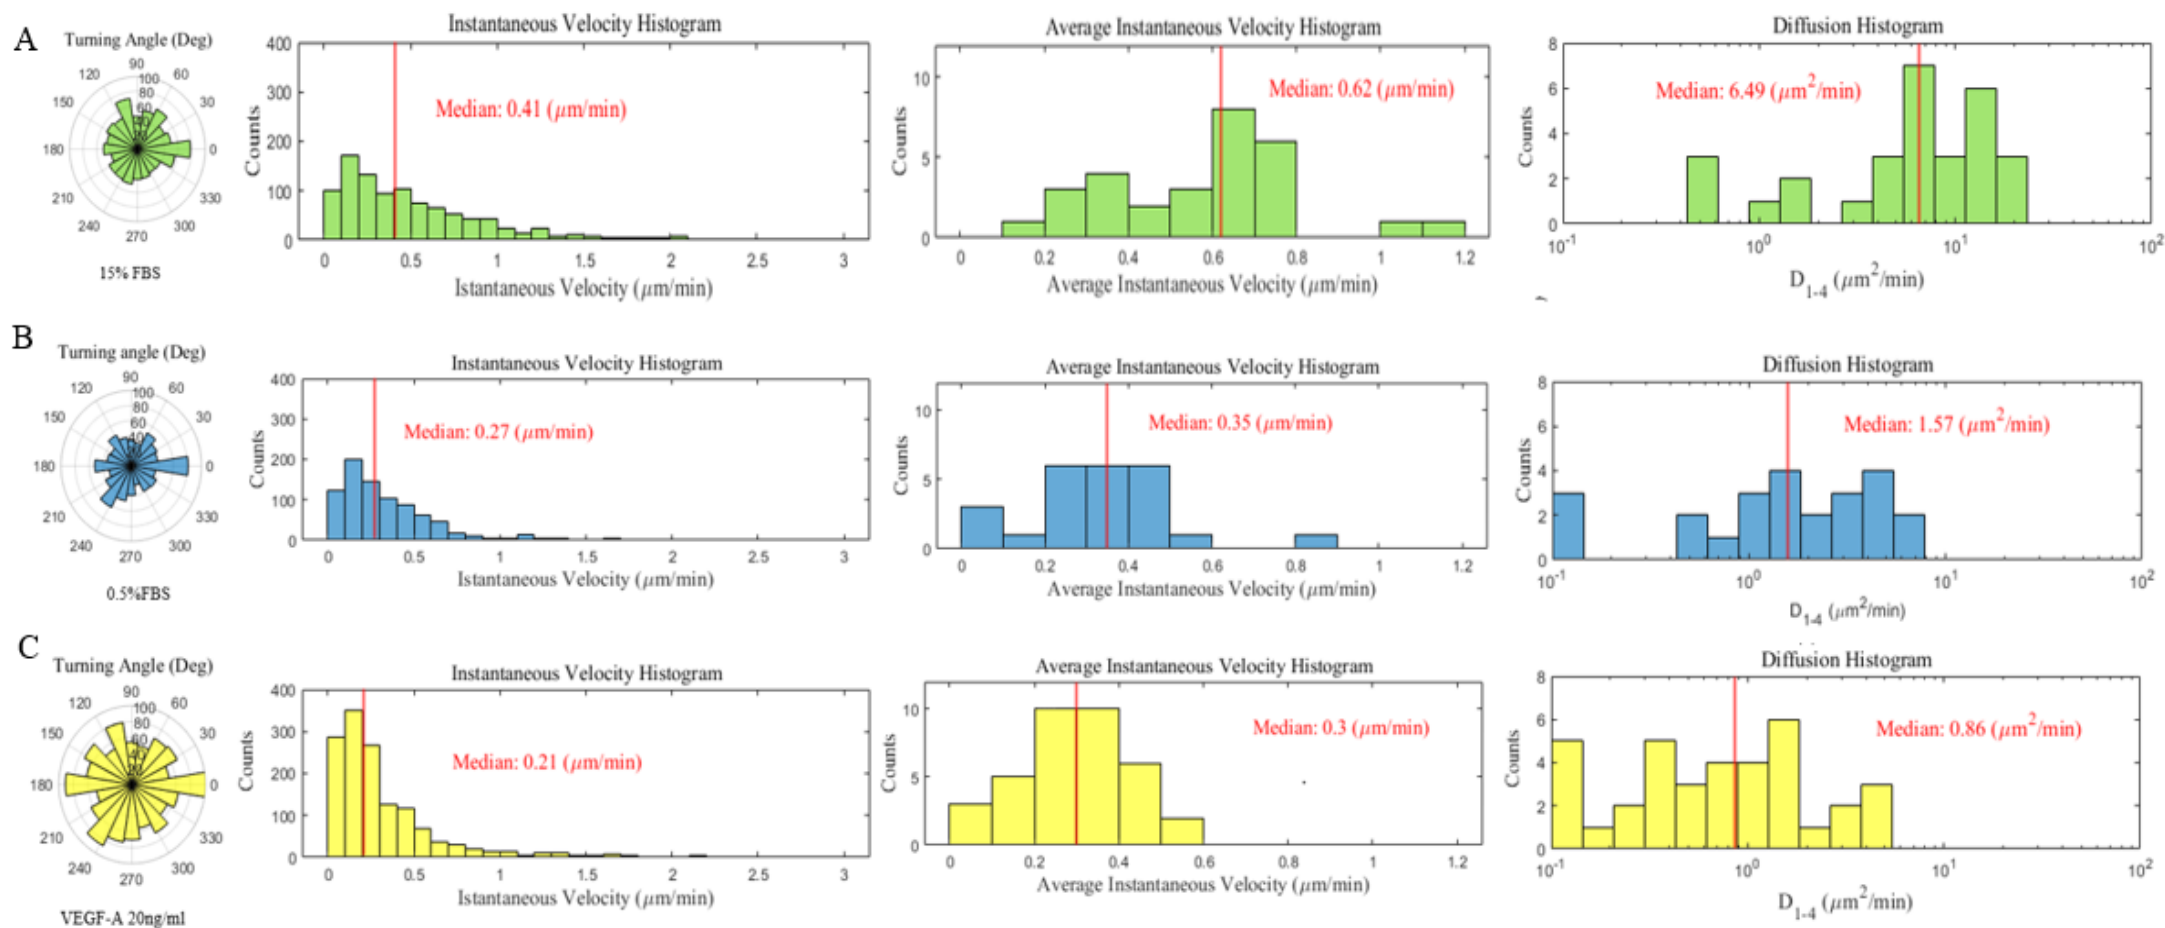 A
Turning Angle (Deg)
90
120 60
100
80
60
40
20
150 30
180 0
210 330
240 300
270
15% FBS
Instantaneous Velocity Histogram
400
300
200
100
0
Counts
Median: 0.41 (μm/min)
0 0.5 1 1.5 2 2.5 3
Istantaneous Velocity (μm/min)
Average Instantaneous Velocity Histogram
10
5
0
Counts
Median: 0.62 (μm/min)
0 0.2 0.4 0.6 0.8 1 1.2
Average Instantaneous Velocity (μm/min)
Diffusion Histogram
8
6
4
2
0
Counts
Median: 6.49 (μm²/min)
10⁻¹ 10⁰ 10¹ 10²
D₁₋₄ (μm²/min)
)
B
Turning angle (Deg)
90
120 60
100
80
60
40
150 30
180 0
210 330
240 300
270
0.5%FBS
Instantaneous Velocity Histogram
400
300
200
100
0
Counts
Median: 0.27 (μm/min)
0 0.5 1 1.5 2 2.5 3
Istantaneous Velocity (μm/min)
Average Instantaneous Velocity Histogram
10
5
0
Counts
Median: 0.35 (μm/min)
0 0.2 0.4 0.6 0.8 1 1.2
Average Instantaneous Velocity (μm/min)
Diffusion Histogram
8
6
4
2
0
Counts
Median: 1.57 (μm²/min)
10⁻¹ 10⁰ 10¹ 10²
D₁₋₄ (μm²/min)
C
Turning Angle (Deg)
90
120 60
100
80
60
40
20
150 30
180 0
210 330
240 300
270
VEGF-A 20ng/ml
Instantaneous Velocity Histogram
400
300
200
100
0
Counts
Median: 0.21 (μm/min)
0 0.5 1 1.5 2 2.5 3
Istantaneous Velocity (μm/min)
Average Instantaneous Velocity Histogram
10
5
0
Counts
Median: 0.3 (μm/min)
0 0.2 0.4 0.6 0.8 1 1.2
Average Instantaneous Velocity (μm/min)
Diffusion Histogram
8
6
4
2
0
Counts
Median: 0.86 (μm²/min)
10⁻¹ 10⁰ 10¹ 10²
D₁₋₄ (μm²/min)